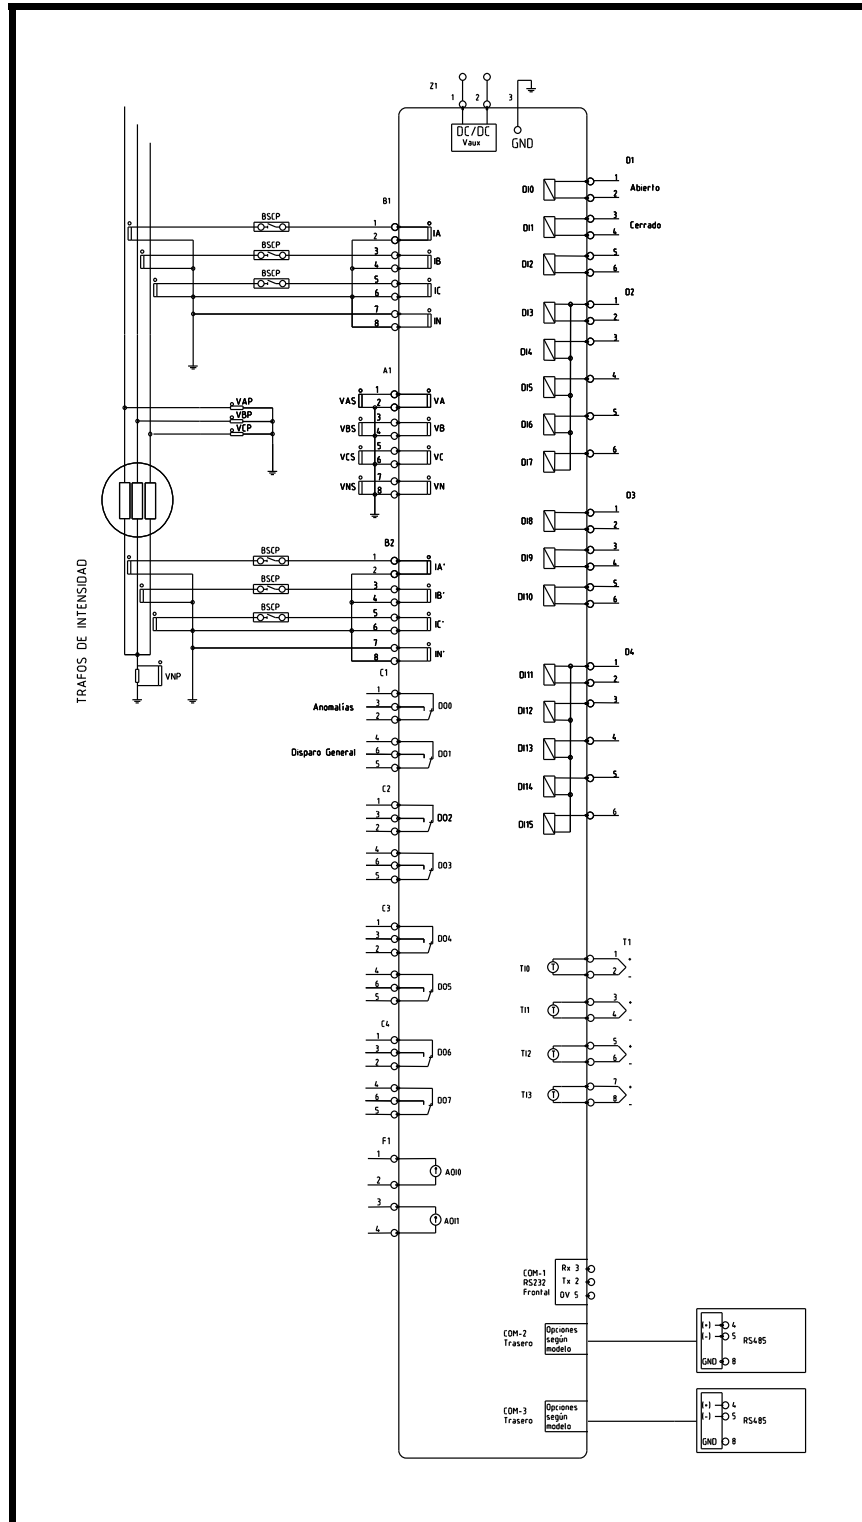 Z1
1 2 3
DC/DC
Vaux
GND
B1
BSCP 1
2 IA
BSCP 3
4 IB
BSCP 5
6 IC
7
8 IN
A1
VAP
VBP
VCP
VAS 1 2 VA
VBS 3 4 VB
VCS 5 6 VC
VNS 7 8 VN
TRAFOS DE INTENSIDAD
B2
BSCP 1
2 IA'
BSCP 3
4 IB'
BSCP 5
6 IC'
7
8 IN'
VNP
C1
1
Anomalías 3 DO0
2
4
Disparo General 6 DO1
5
C2
1
3 DO2
2
4
6 DO3
5
C3
1
3 DO4
2
4
6 DO5
5
C4
1
3 DO6
2
4
6 DO7
5
F1
1
AOI0
2
3
AOI1
4
D1
DI0 1 Abierto
2
DI1 3 Cerrado
4
DI2 5
6
D2
DI3 1
2
DI4 3
DI5 4
DI6 5
DI7 6
D3
DI8 1
2
DI9 3
4
DI10 5
6
D4
DI11 1
2
DI12 3
DI13 4
DI14 5
DI15 6
T1
TI0 T 1 +
2 -
TI1 T 3 +
4 -
TI2 T 5 +
6 -
TI3 T 7 +
8 -
COM-1
RS232
Frontal
Rx 3
Tx 2
0V 5
COM-2
Trasero
Opciones
según
modelo
(+) 4
(-) 5
RS485
GND 8
COM-3
Trasero
Opciones
según
modelo
(+) 4
(-) 5
RS485
GND 8